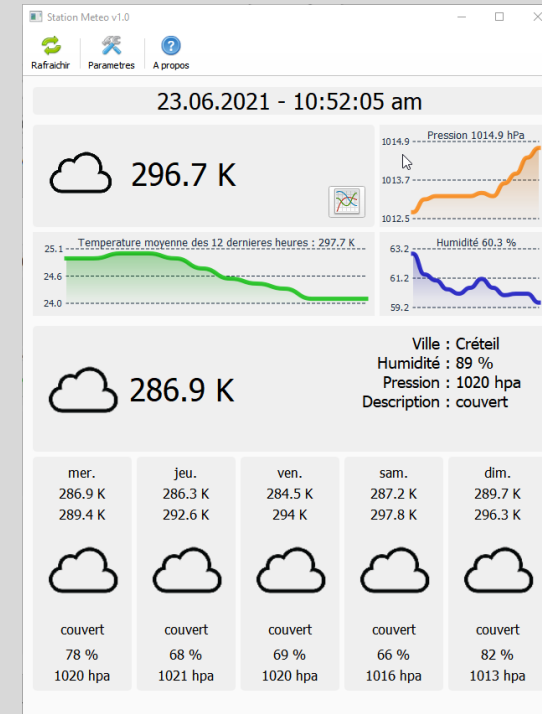 Station Meteo v1.0
Rafraichir Parametres A propos
23.06.2021 - 10:52:05 am
296.7 K
Pression 1014.9 hPa
1014.9
1013.7
1012.5
Temperature moyenne des 12 dernieres heures : 297.7 K
25.1
24.6
24.0
Humidité 60.3 %
63.2
61.2
59.2
286.9 K
Ville : Créteil
Humidité : 89 %
Pression : 1020 hpa
Description : couvert
mer. jeu. ven. sam. dim.
286.9 K 286.3 K 284.5 K 287.2 K 289.7 K
289.4 K 292.6 K 294 K 297.8 K 296.3 K
couvert couvert couvert couvert couvert
78 % 68 % 69 % 66 % 82 %
1020 hpa 1021 hpa 1020 hpa 1016 hpa 1013 hpa